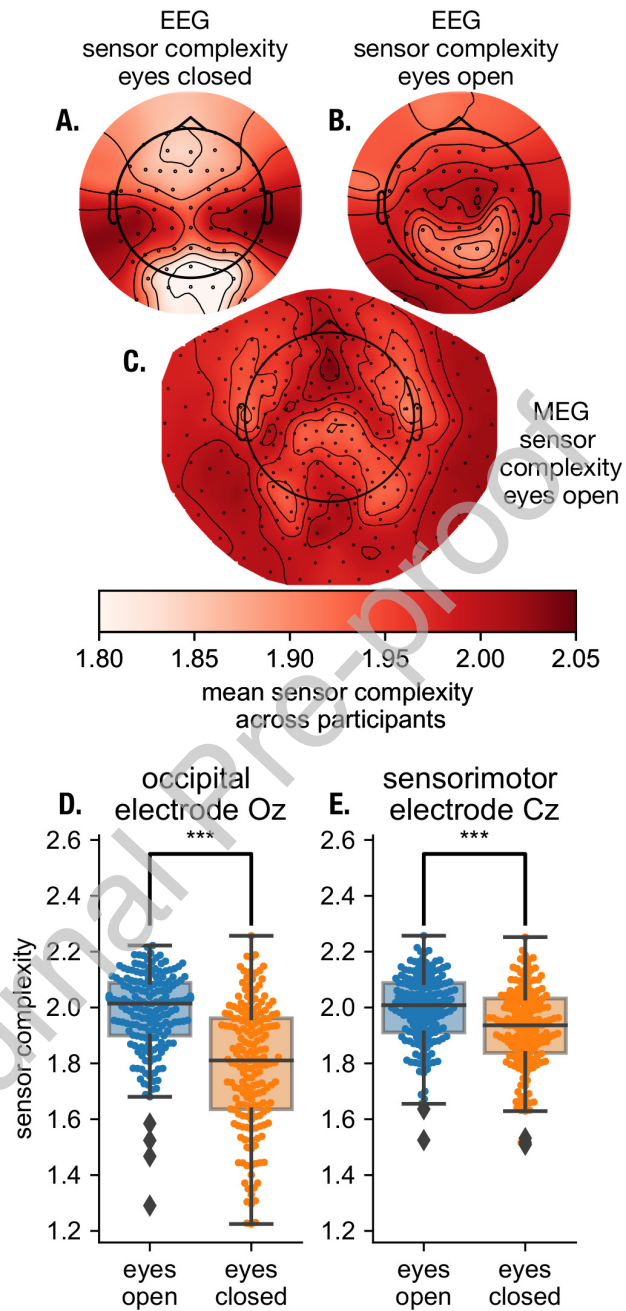 EEG
sensor complexity
eyes closed
EEG
sensor complexity
eyes open
A.
B.
C.
MEG
sensor
complexity
eyes open
1.80 1.85 1.90 1.95 2.00 2.05
mean sensor complexity
across participants
D.
occipital
electrode Oz
E.
sensorimotor
electrode Cz
***
***
sensor complexity
2.6
2.4
2.2
2.0
1.8
1.6
1.4
1.2
2.6
2.4
2.2
2.0
1.8
1.6
1.4
1.2
eyes
open
eyes
closed
eyes
open
eyes
closed
urnal Pre-proof